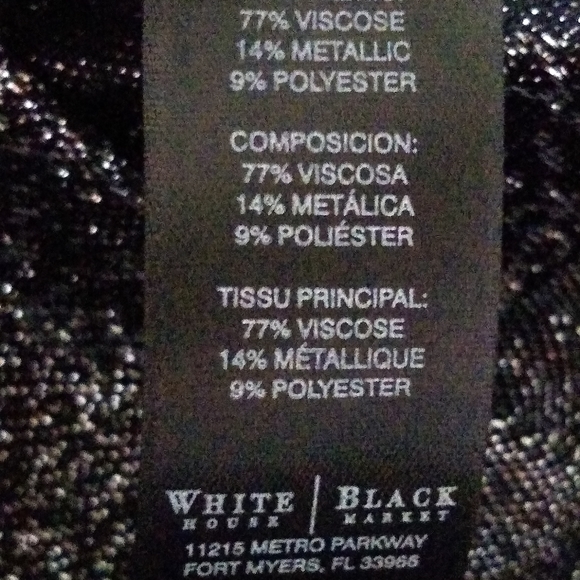 77% VISCOSE
14% METALLIC
9% POLYESTER
COMPOSICION:
77% VISCOSA
14% METÁLICA
9% POLIÉSTER
TISSU PRINCIPAL:
77% VISCOSE
14% MÉTALLIQUE
9% POLYESTER
WHITE | BLACK
HOUSE MARKET
11215 METRO PARKWAY
FORT MYERS, FL 33966